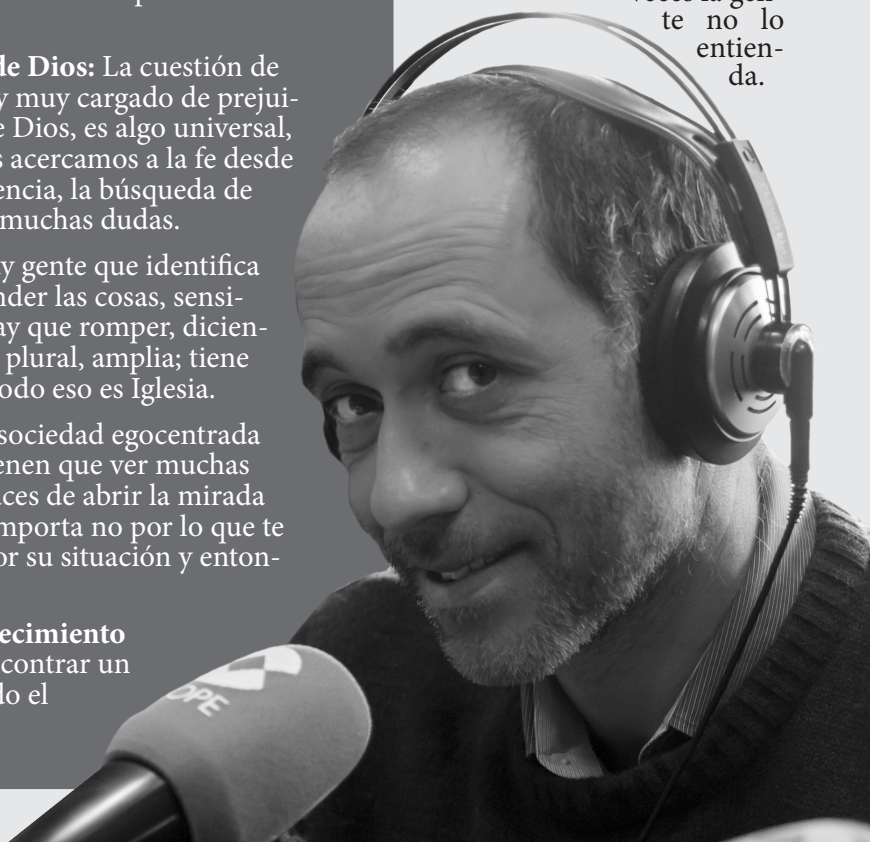 de Dios: La cuestión de
y muy cargado de prejui-
e Dios, es algo universal,
s acercamos a la fe desde
encia, la búsqueda de
muchas dudas.
y gente que identifica
nder las cosas, sensi-
ay que romper, dicien-
plural, amplia; tiene
odo eso es Iglesia.
sociedad egocentrada
enen que ver muchas
aces de abrir la mirada
mporta no por lo que te
or su situación y enton-
ecimiento
contrar un
do el
veces la gen-
te no lo
entien-
da.
OPE